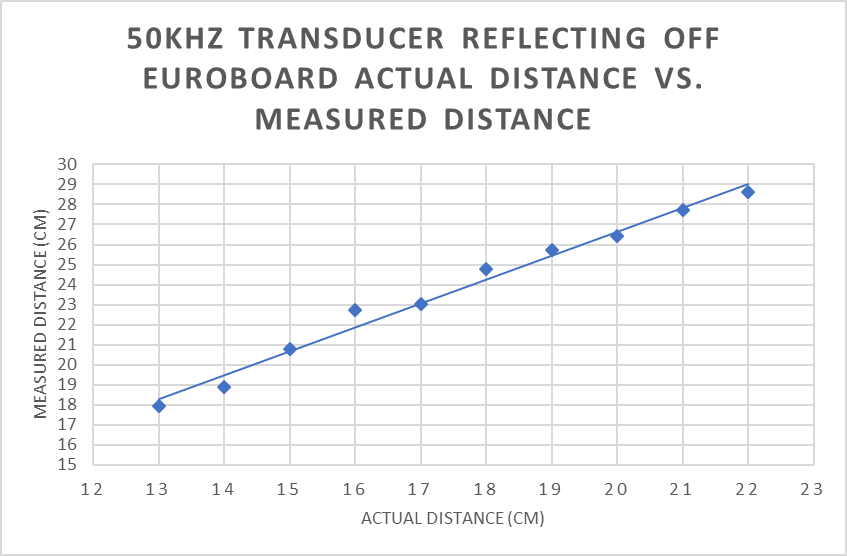 50KHZ TRANSDUCER REFLECTING OFF
EUROBOARD ACTUAL DISTANCE VS.
MEASURED DISTANCE
MEASURED DISTANCE (CM)
30
29
28
27
26
25
24
23
22
21
20
19
18
17
16
15
12 13 14 15 16 17 18 19 20 21 22 23
ACTUAL DISTANCE (CM)